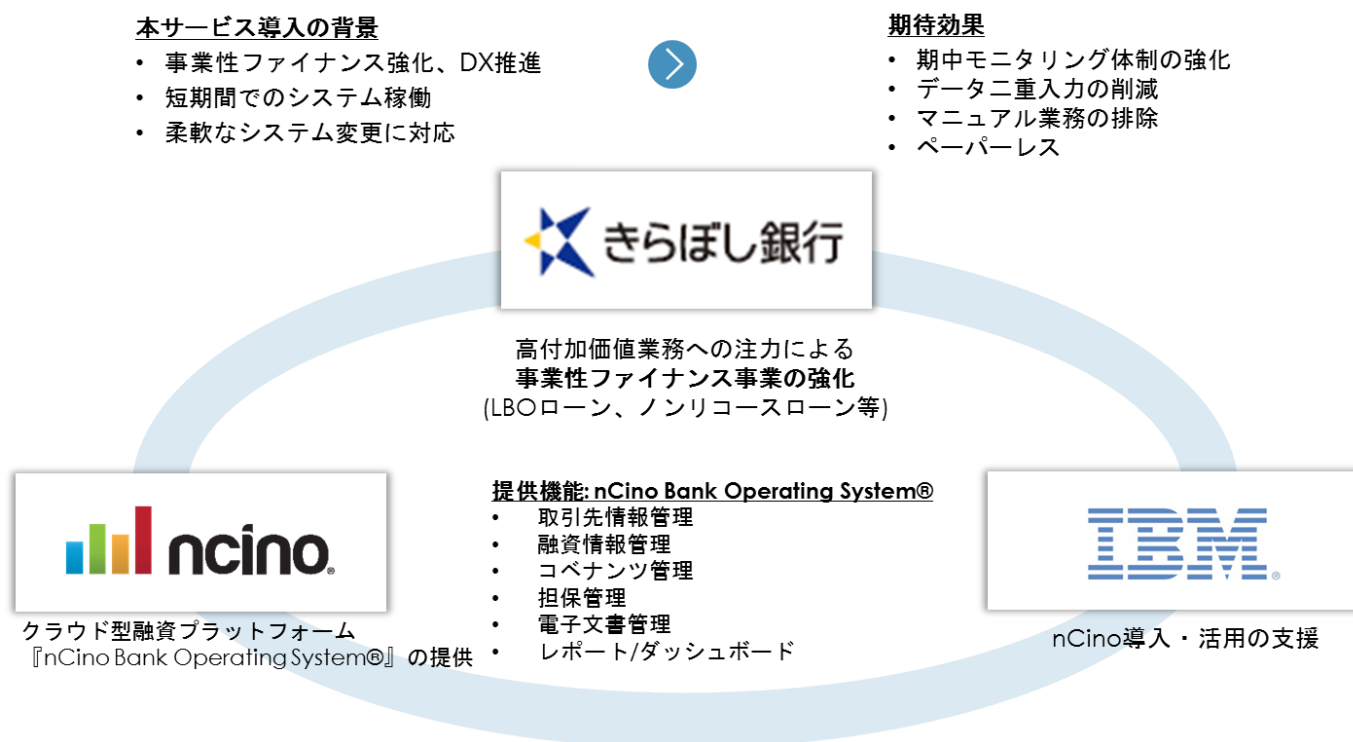 本サービス導入の背景
• 事業性ファイナンス強化、DX推進
• 短期間でのシステム稼働
• 柔軟なシステム変更に対応
期待効果
• 期中モニタリング体制の強化
• データ二重入力の削減
• マニュアル業務の排除
• ペーパーレス
きらぼし銀行
高付加価値業務への注力による
事業性ファイナンス事業の強化
(LBOローン、ノンリコースローン等)
ncino®
クラウド型融資プラットフォーム
『nCino Bank Operating System®』の提供
提供機能: nCino Bank Operating System®
• 取引先情報管理
• 融資情報管理
• コベナンツ管理
• 担保管理
• 電子文書管理
• レポート/ダッシュボード
IBM®
nCino導入・活用の支援